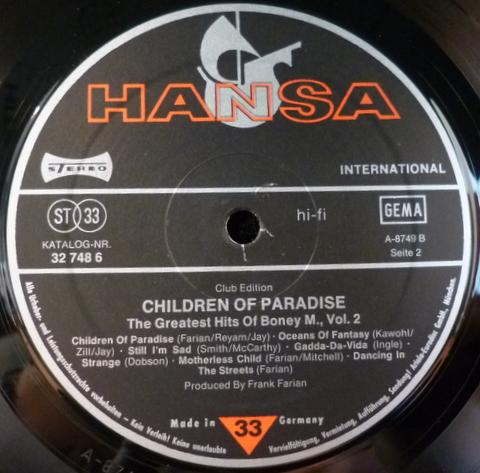 HANSA
STEREO
INTERNATIONAL
ST 33
hi-fi
GEMA
KATALOG-NR.
32 748 6
A-8749 B
Seite 2
Club Edition
CHILDREN OF PARADISE
The Greatest Hits Of Boney M., Vol. 2
Children Of Paradise (Farian/Reyam/Jay) · Oceans Of Fantasy (Kawohl/
Zill/Jay) · Still I'm Sad (Smith/McCarthy) · Gadda-Da-Vida (Ingle) ·
Strange (Dobson) · Motherless Child (Farian/Mitchell) · Dancing In
The Streets (Farian)
Produced By Frank Farian
Made in 33 Germany
Alle Urheber- und Leistungsschutzrechte vorbehalten – Kein Verleih! Keine unerlaubte Vervielfältigung, Vermietung, Aufführung, Sendung! Ariola-Eurodisc GmbH, München.